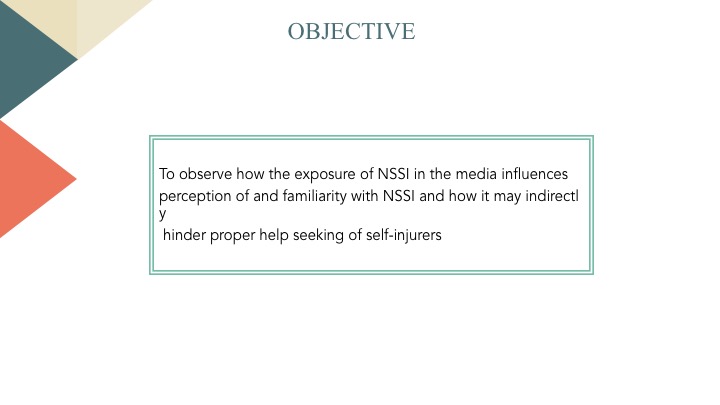 OBJECTIVE
To observe how the exposure of NSSI in the media influences
perception of and familiarity with NSSI and how it may indirectl
y
hinder proper help seeking of self-injurers